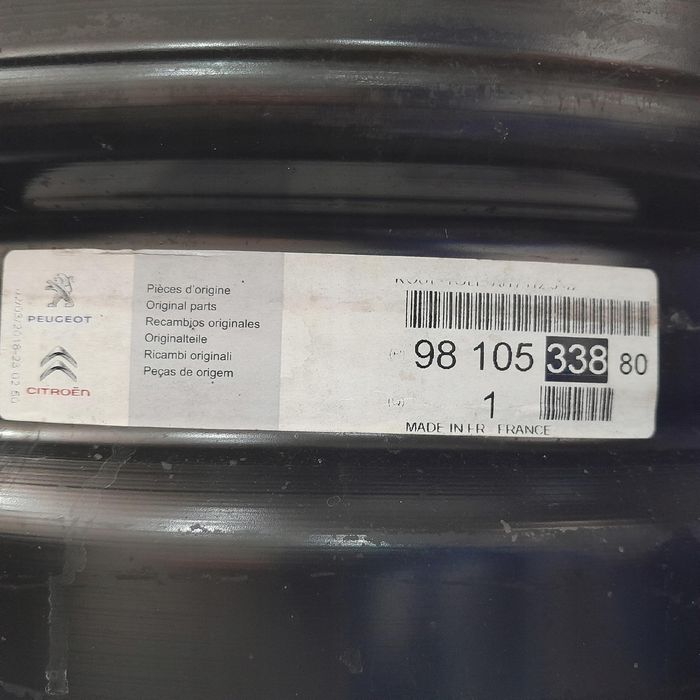 PEUGEOT
CITROËN
Pièces d'origine
Original parts
Recambios originales
Originalteile
Ricambi originali
Peças de origem
(P) 98 105 338 80
1
MADE IN FR FRANCE